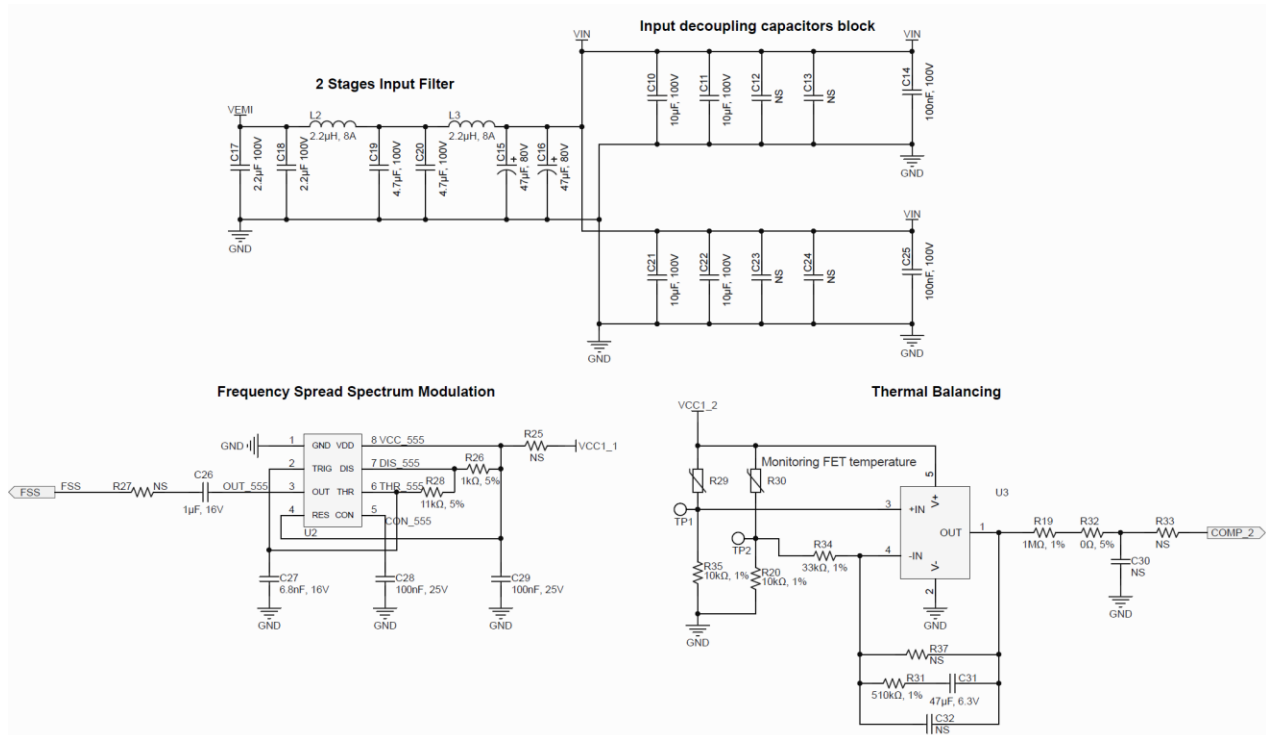 Input decoupling capacitors block
VIN
VIN
C10
10µF, 100V
C11
10µF, 100V
C12
NS
C13
NS
C14
100nF, 100V
GND
2 Stages Input Filter
VEMI
L2
2.2µH, 8A
L3
2.2µH, 8A
C17
2.2µF 100V
C18
2.2µF 100V
C19
4.7µF, 100V
C20
4.7µF, 100V
C15
+
47µF, 80V
C16
+
47µF, 80V
GND
VIN
C21
10µF, 100V
C22
10µF, 100V
C23
NS
C24
NS
C25
100nF, 100V
GND
GND
Frequency Spread Spectrum Modulation
GND
1
GND VDD
8 VCC_555
R25
NS
VCC1_1
2
TRIG DIS
7 DIS_555
R26
1kΩ, 5%
FSS
FSS
R27
NS
C26
1µF, 16V
OUT_555
3
OUT THR
6 THR_555
R28
11kΩ, 5%
4
RES CON
5
CON_555
U2
C27
6.8nF, 16V
GND
C28
100nF, 25V
GND
C29
100nF, 25V
GND
Thermal Balancing
VCC1_2
Monitoring FET temperature
R29
R30
TP1
TP2
R35
10kΩ, 1%
R20
10kΩ, 1%
GND
R34
33kΩ, 1%
5
U3
V+
3
+IN
OUT
1
4
-IN
V-
2
GND
R19
1MΩ, 1%
R32
0Ω, 5%
R33
NS
COMP_2
C30
NS
GND
R37
NS
R31
510kΩ, 1%
C31
47µF, 6.3V
C32
NS